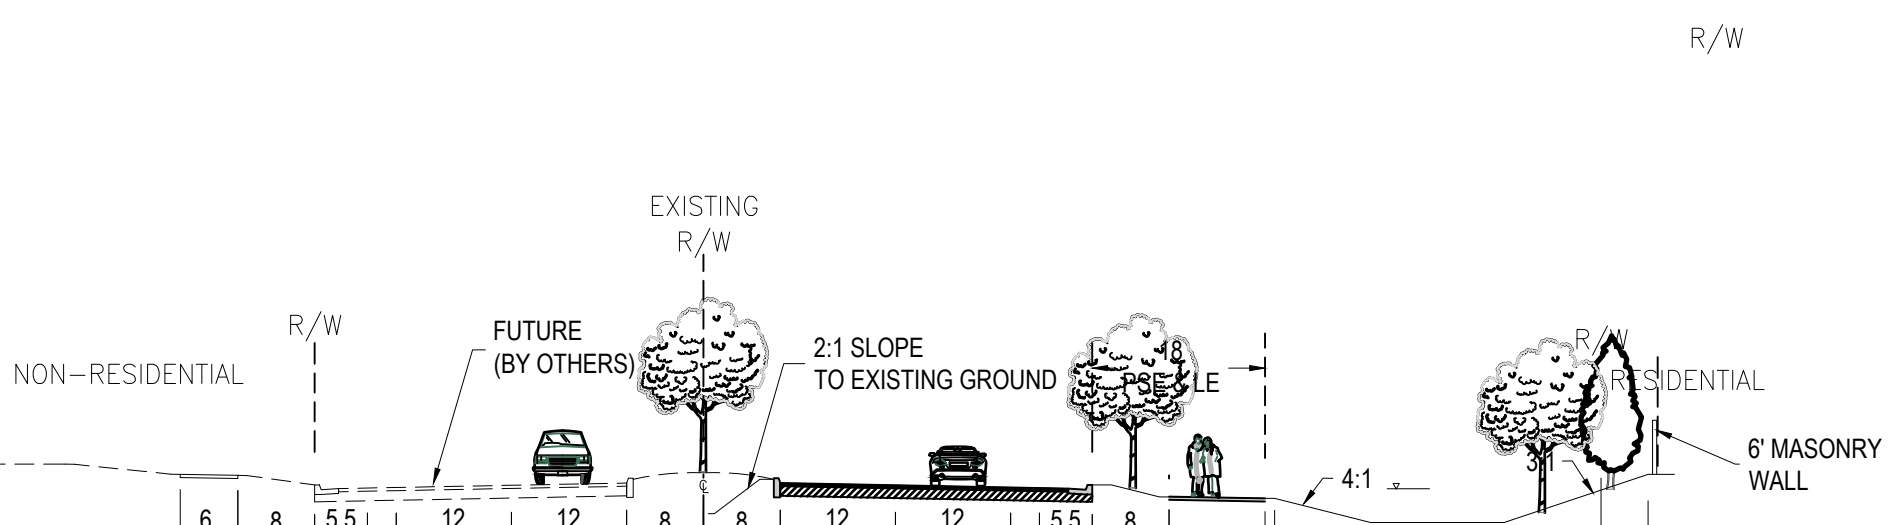 R/W
EXISTING
R/W
R/W
FUTURE
(BY OTHERS)
2:1 SLOPE
TO EXISTING GROUND
18
PSE & LE
R/W
NON-RESIDENTIAL
RESIDENTIAL
6' MASONRY
WALL
3:1
4:1
℄
6 8 5.5 12 12 8 8 12 12 5.5 8